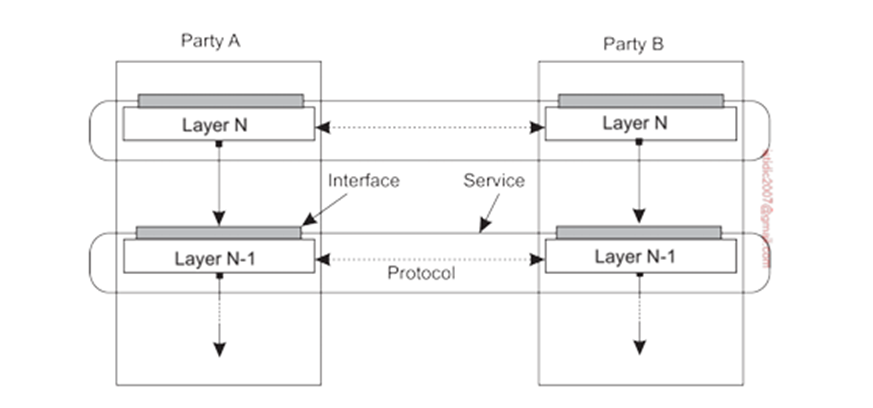 Party A
Party B
Layer N
Layer N
Interface
Service
Layer N-1
Layer N-1
Protocol